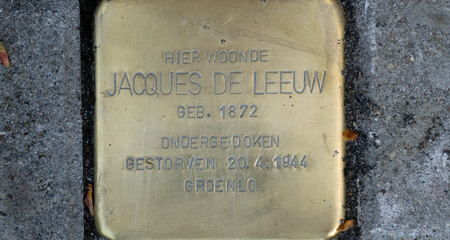 HIER WOONDE
JACQUES DE LEEUW
GEB. 1872
ONDERGEDOKEN
GESTORVEN 20.4.1944
GROENLO